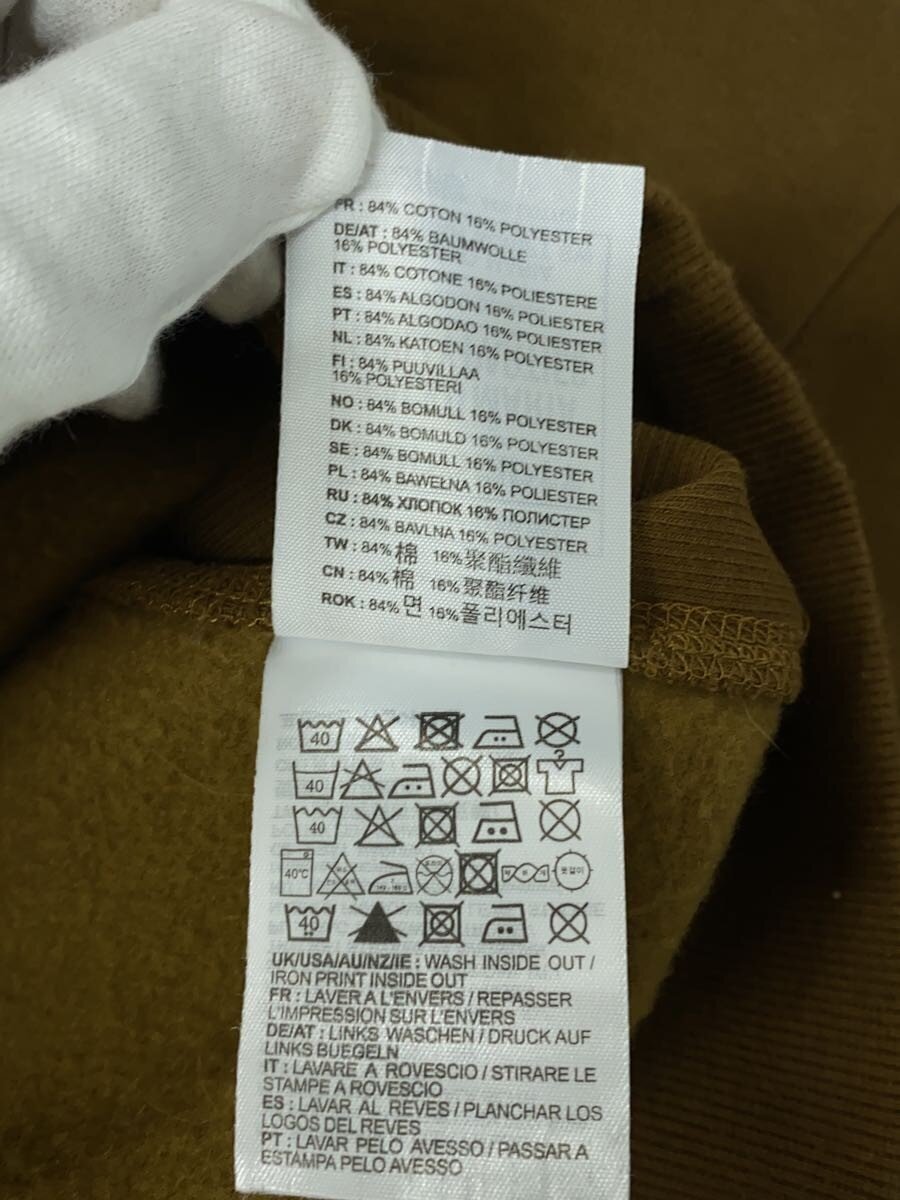 FR : 84% COTON 16% POLYESTER
DE/AT : 84% BAUMWOLLE
16% POLYESTER
IT : 84% COTONE 16% POLIESTERE
ES : 84% ALGODON 16% POLIESTER
PT : 84% ALGODAO 16% POLIESTER
NL : 84% KATOEN 16% POLYESTER
FI : 84% PUUVILLAA
16% POLYESTERI
NO : 84% BOMULL 16% POLYESTER
DK : 84% BOMULD 16% POLYESTER
SE : 84% BOMULL 16% POLYESTER
PL : 84% BAWEŁNA 16% POLIESTER
RU : 84% ХЛОПОК 16% ПОЛИСТЕР
CZ : 84% BAVLNA 16% POLYESTER
TW : 84% 棉 16% 聚酯纖維
CN : 84% 棉 16% 聚酯纤维
ROK : 84% 면 16% 폴리에스터
40
40
40
40°C
옷걸이
40
UK/USA/AU/NZ/IE : WASH INSIDE OUT /
IRON PRINT INSIDE OUT
FR : LAVER A L'ENVERS / REPASSER
L'IMPRESSION SUR L'ENVERS
DE/AT : LINKS WASCHEN / DRUCK AUF
LINKS BUEGELN
IT : LAVARE A ROVESCIO / STIRARE LE
STAMPE A ROVESCIO
ES : LAVAR AL REVES / PLANCHAR LOS
LOGOS DEL REVES
PT : LAVAR PELO AVESSO / PASSAR A
ESTAMPA PELO AVESSO